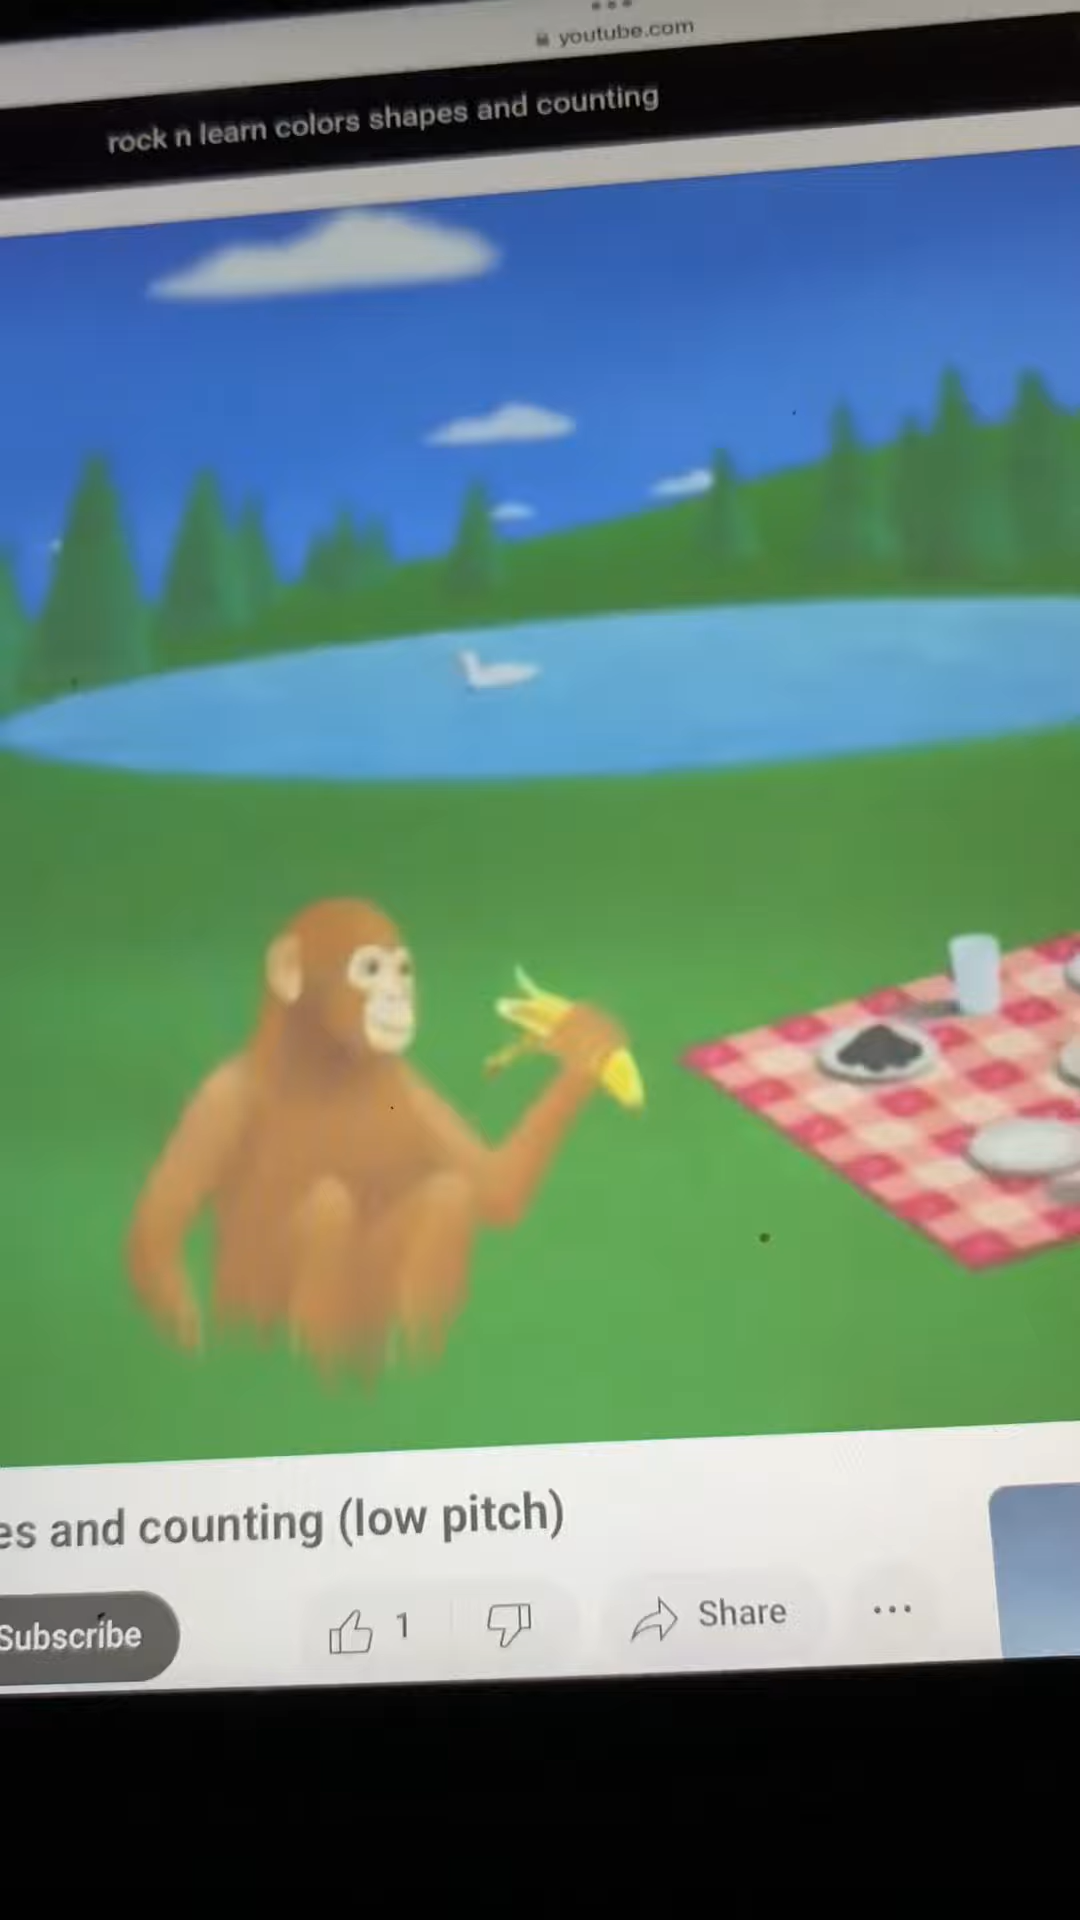 youtube.com
rock n learn colors shapes and counting
es and counting (low pitch)
Subscribe
1
Share